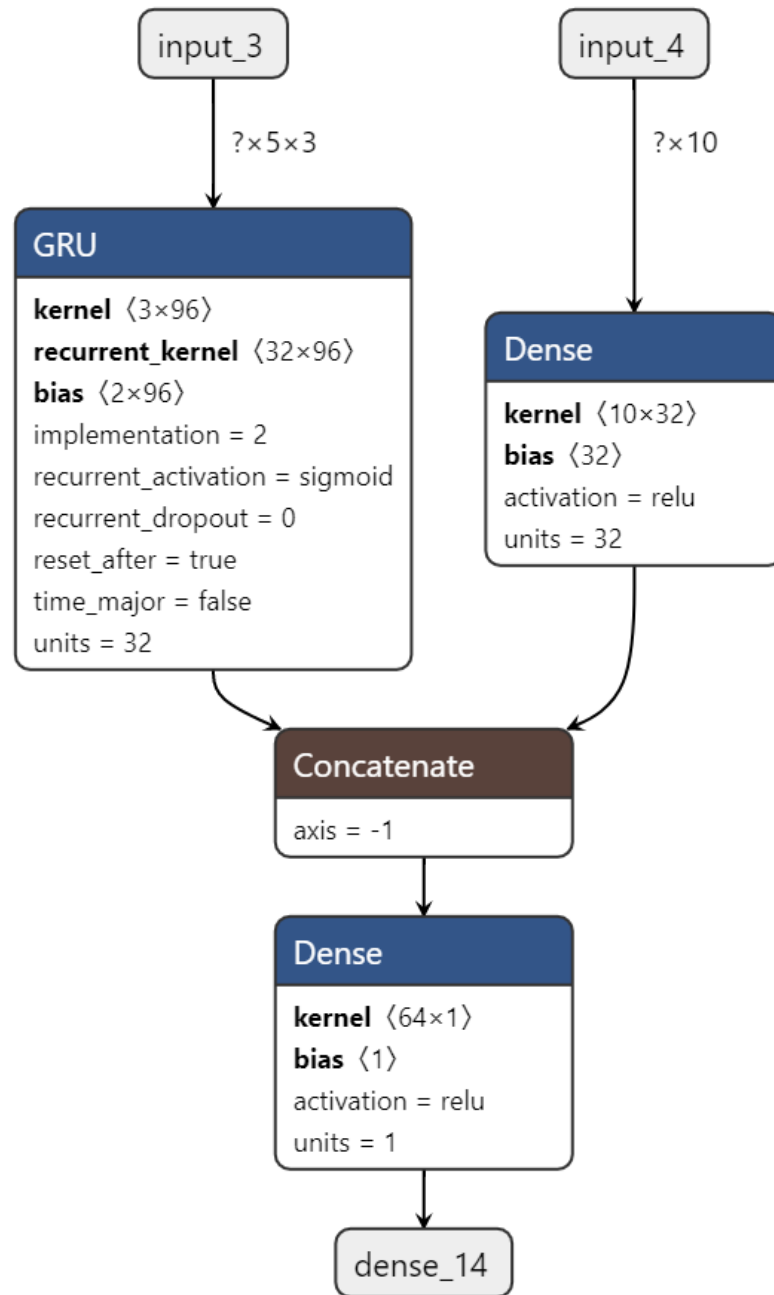 input_3
input_4
?×5×3
?×10
GRU
kernel 〈3×96〉
recurrent_kernel 〈32×96〉
bias 〈2×96〉
implementation = 2
recurrent_activation = sigmoid
recurrent_dropout = 0
reset_after = true
time_major = false
units = 32
Dense
kernel 〈10×32〉
bias 〈32〉
activation = relu
units = 32
Concatenate
axis = -1
Dense
kernel 〈64×1〉
bias 〈1〉
activation = relu
units = 1
dense_14